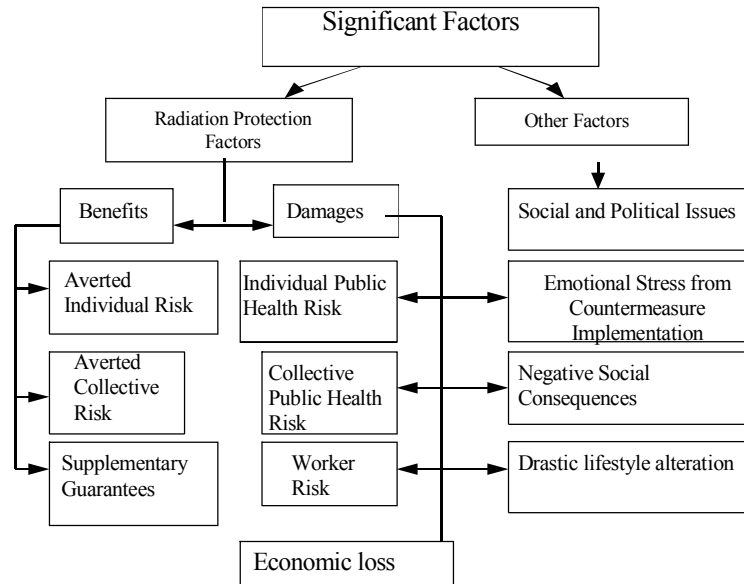 Significant Factors
Radiation Protection
Factors
Other Factors
Benefits
Damages
Social and Political Issues
Averted
Individual Risk
Individual Public
Health Risk
Emotional Stress from
Countermeasure
Implementation
Averted
Collective
Risk
Collective
Public Health
Risk
Negative Social
Consequences
Supplementary
Guarantees
Worker
Risk
Drastic lifestyle alteration
Economic loss